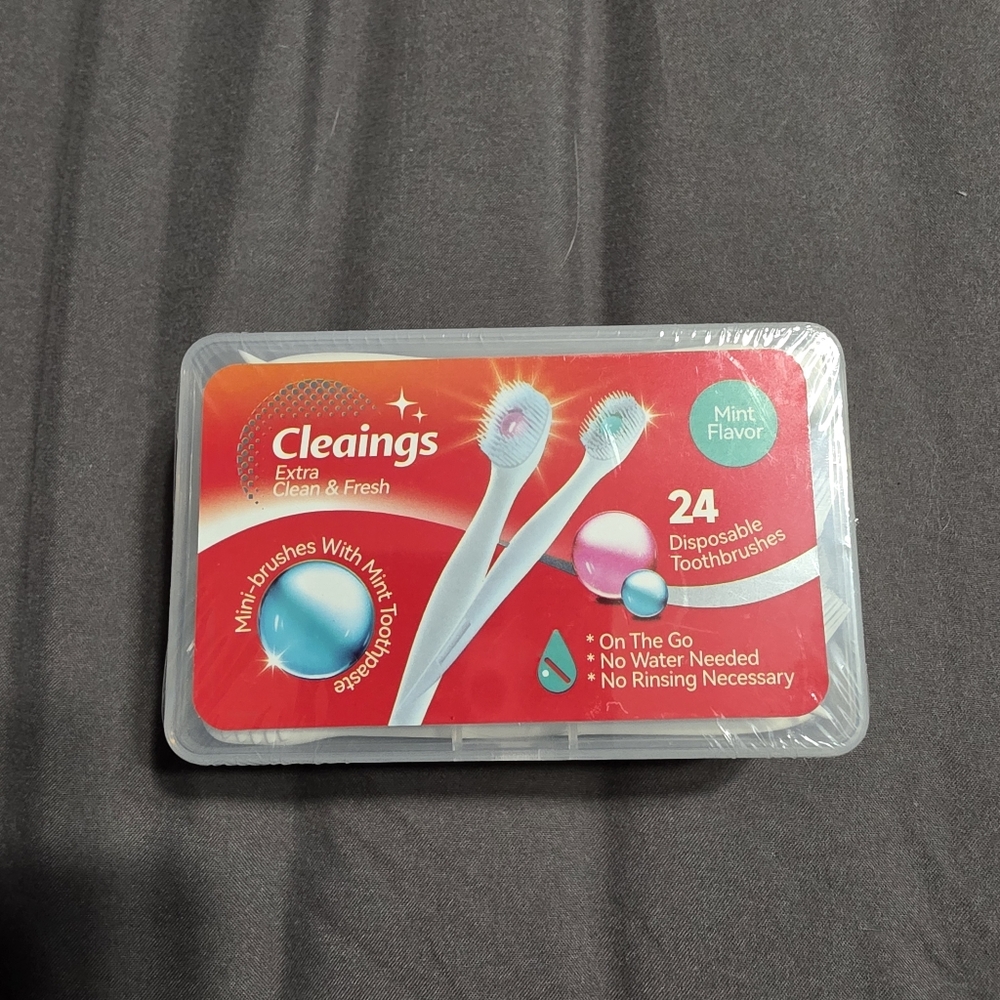 Cleaings
Extra
Clean & Fresh
Mint
Flavor
24
Disposable
Toothbrushes
Mini-brushes With Mint Toothpaste
* On The Go
* No Water Needed
* No Rinsing Necessary